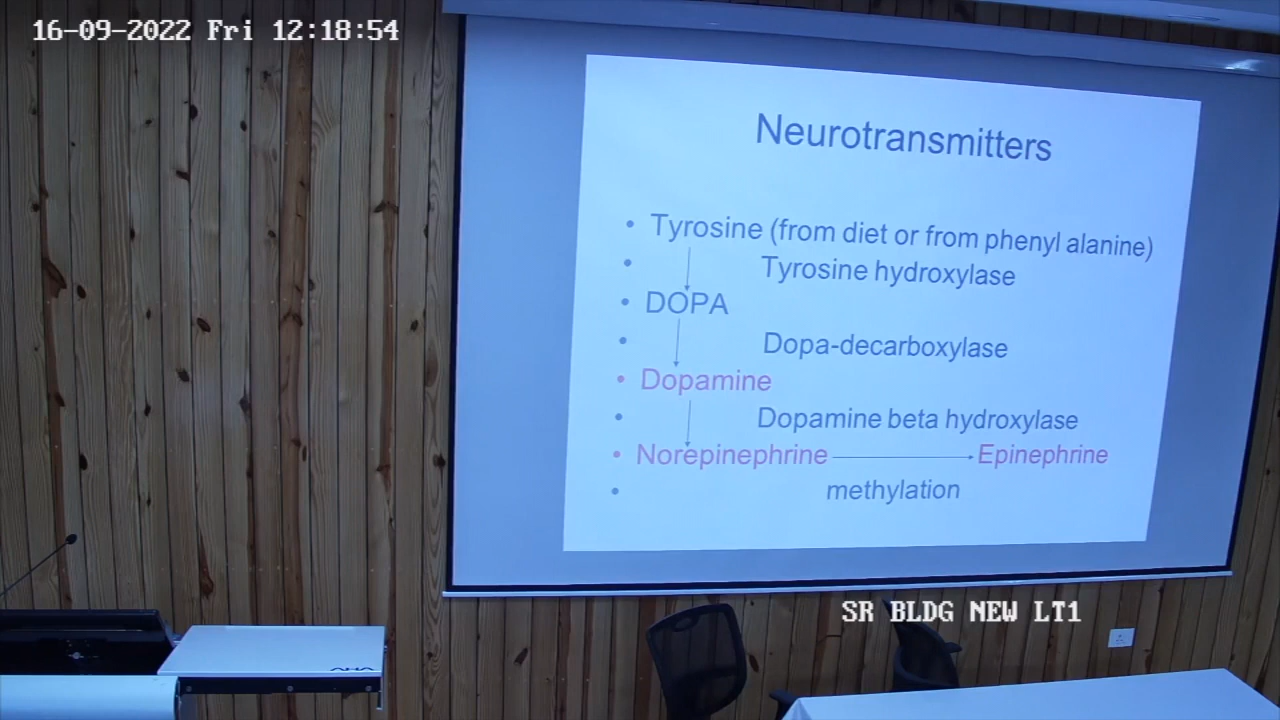 16-09-2022 Fri 12:18:54
Neurotransmitters
• Tyrosine (from diet or from phenyl alanine)
• Tyrosine hydroxylase
• DOPA
• Dopa-decarboxylase
• Dopamine
• Dopamine beta hydroxylase
• Norepinephrine Epinephrine
• methylation
SR BLDG NEW LT1
AHA